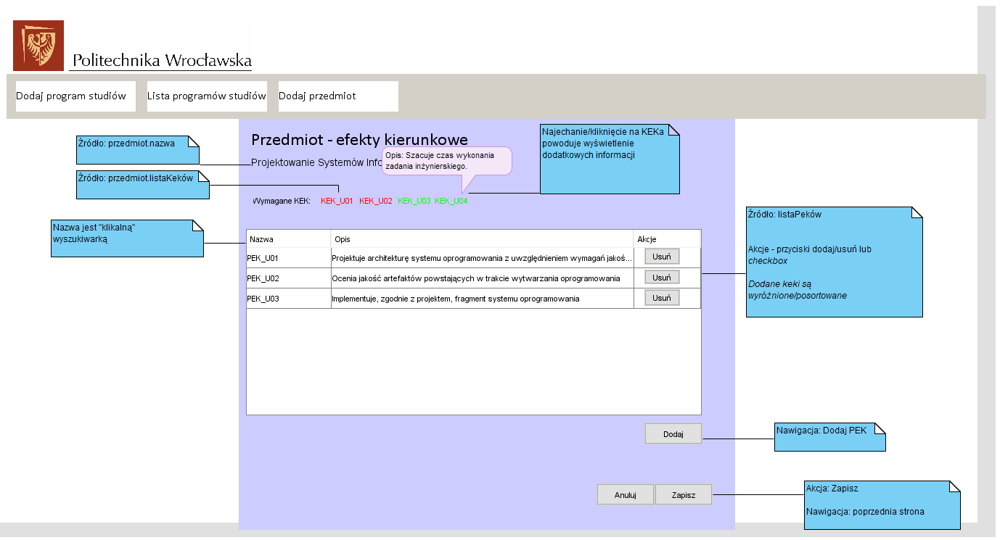 Politechnika Wrocławska
Dodaj program studiów
Lista programów studiów
Dodaj przedmiot
Przedmiot - efekty kierunkowe
Źródło: przedmiot.nazwa
Projektowanie Systemów Info
Opis: Szacuje czas wykonania
zadania inżynierskiego.
Najechanie/kliknięcie na KEKa
powoduje wyświetlenie
dodatkowych informacji
Źródło: przedmiot.listaKeków
Wymagane KEK: KEK_U01 KEK_U02 KEK_U03 KEK_U04
Nazwa jest "klikalną"
wyszukiwarką
Źródło: listaPeków
Akcje - przyciski dodaj/usuń lub
checkbox
Dodane keki są
wyróżnione/posortowane
Nazwa Opis Akcje
PEK_U01 Projektuje architekturę systemu oprogramowania z uwzględnieniem wymagań jakoś... Usuń
PEK_U02 Ocenia jakość artefaktów powstających w trakcie wytwarzania oprogramowania Usuń
PEK_U03 Implementuje, zgodnie z projektem, fragment systemu oprogramowania Usuń
Dodaj
Nawigacja: Dodaj PEK
Anuluj
Zapisz
Akcja: Zapisz
Nawigacja: poprzednia strona